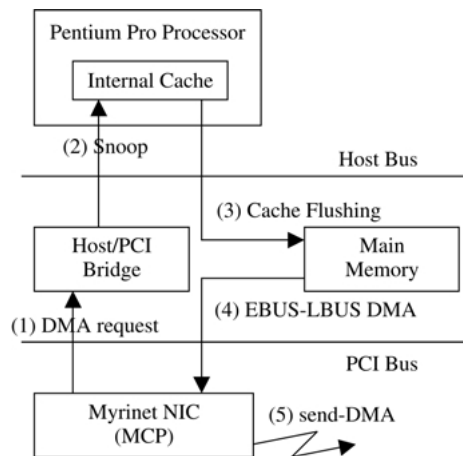 Pentium Pro Processor
Internal Cache
(2) Snoop
Host Bus
(3) Cache Flushing
Host/PCI
Bridge
Main
Memory
(1) DMA request
(4) EBUS-LBUS DMA
PCI Bus
Myrinet NIC
(MCP)
(5) send-DMA